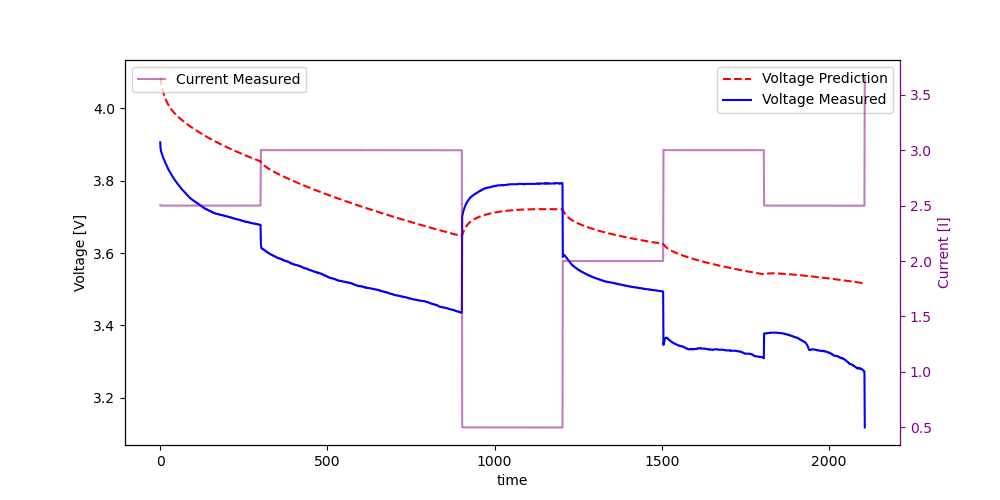 Current Measured
Voltage Prediction
Voltage Measured
4.0
3.8
3.6
3.4
3.2
Voltage [V]
3.5
3.0
2.5
2.0
1.5
1.0
0.5
Current [I]
0
500
1000
1500
2000
time